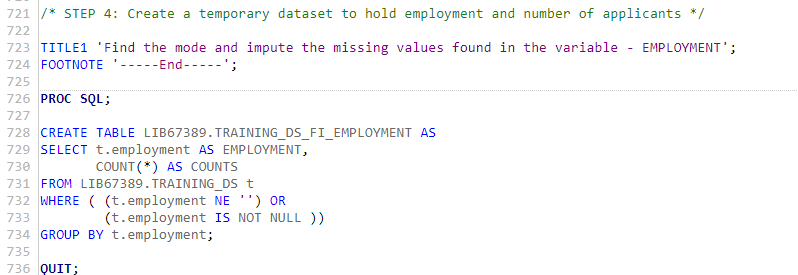 721 /* STEP 4: Create a temporary dataset to hold employment and number of applicants */
722
723 TITLE1 'Find the mode and impute the missing values found in the variable - EMPLOYMENT';
724 FOOTNOTE '-----End-----';
725
726 PROC SQL;
727
728 CREATE TABLE LIB67389.TRAINING_DS_FI_EMPLOYMENT AS
729 SELECT t.employment AS EMPLOYMENT,
730        COUNT(*) AS COUNTS
731 FROM LIB67389.TRAINING_DS t
732 WHERE ( (t.employment NE '') OR
733         (t.employment IS NOT NULL ))
734 GROUP BY t.employment;
735
736 QUIT;